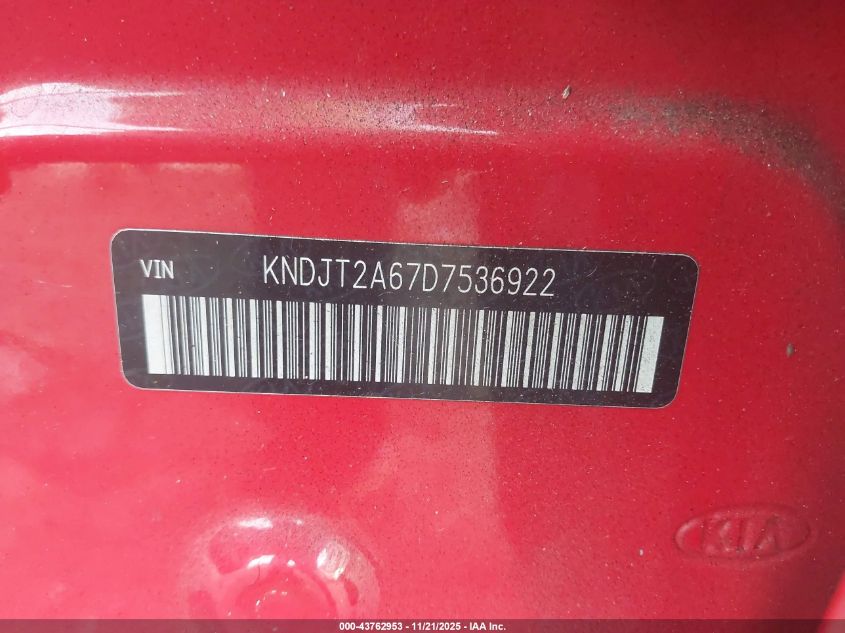 VIN KNDJT2A67D7536922
KIA
000-43762953 - 11/21/2025 - IAA Inc.